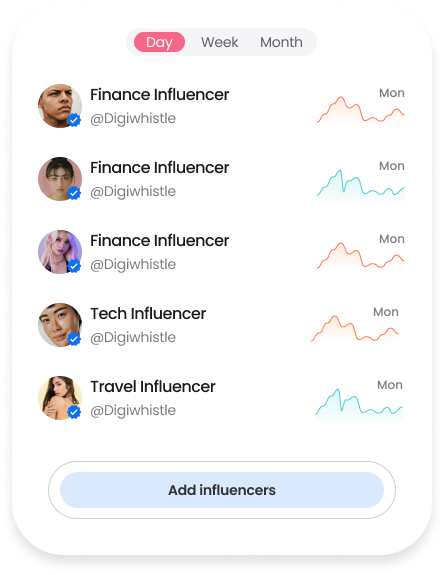 Day Week Month
Finance Influencer Mon
@Digiwhistle
Finance Influencer Mon
@Digiwhistle
Finance Influencer Mon
@Digiwhistle
Tech Influencer Mon
@Digiwhistle
Travel Influencer Mon
@Digiwhistle
Add influencers